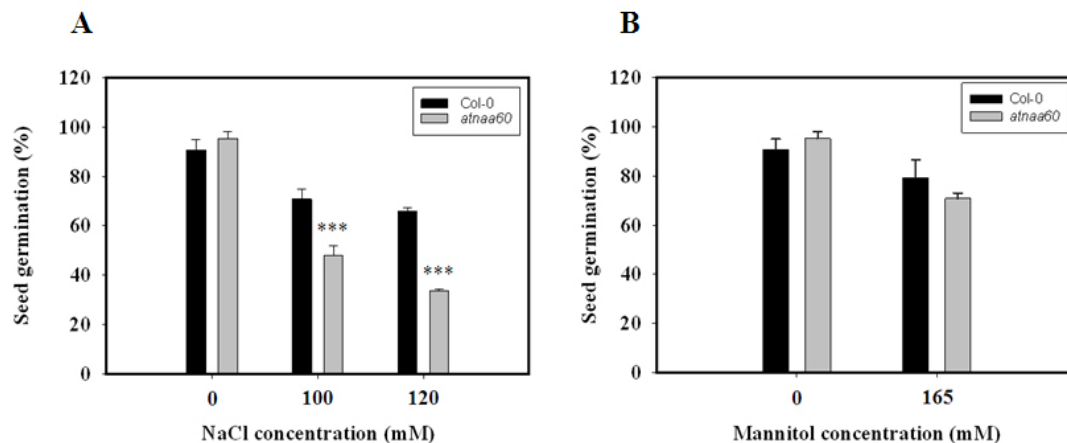 A
120
100
80
60
40
20
0
Seed germination (%)
Col-0
atnaa60
***
***
0 100 120
NaCl concentration (mM)
B
120
100
80
60
40
20
0
Seed germination (%)
Col-0
atnaa60
0 165
Mannitol concentration (mM)